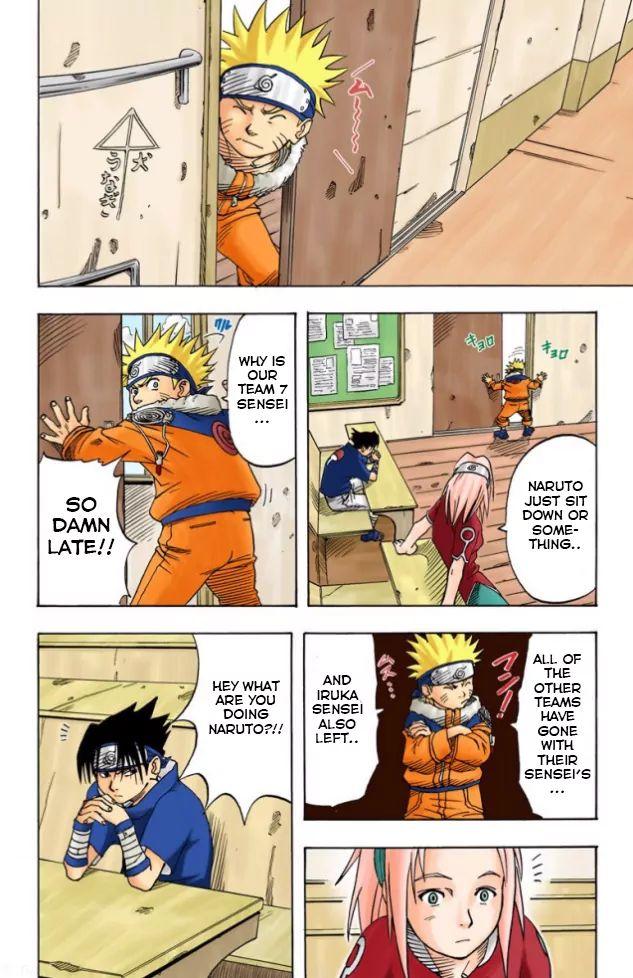 ムー
犬
うなぎ
キョロ
キョロ
NARUTO
JUST SIT
DOWN OR
SOME-
THING..
クル
WHY IS
OUR
TEAM 7
SENSEI
...
SO
DAMN
LATE!!
ALL OF
THE
OTHER
TEAMS
HAVE
GONE
WITH
THEIR
SENSEI'S
...
AND
IRUKA
SENSEI
ALSO
LEFT..
HEY WHAT
ARE YOU
DOING
NARUTO?!!